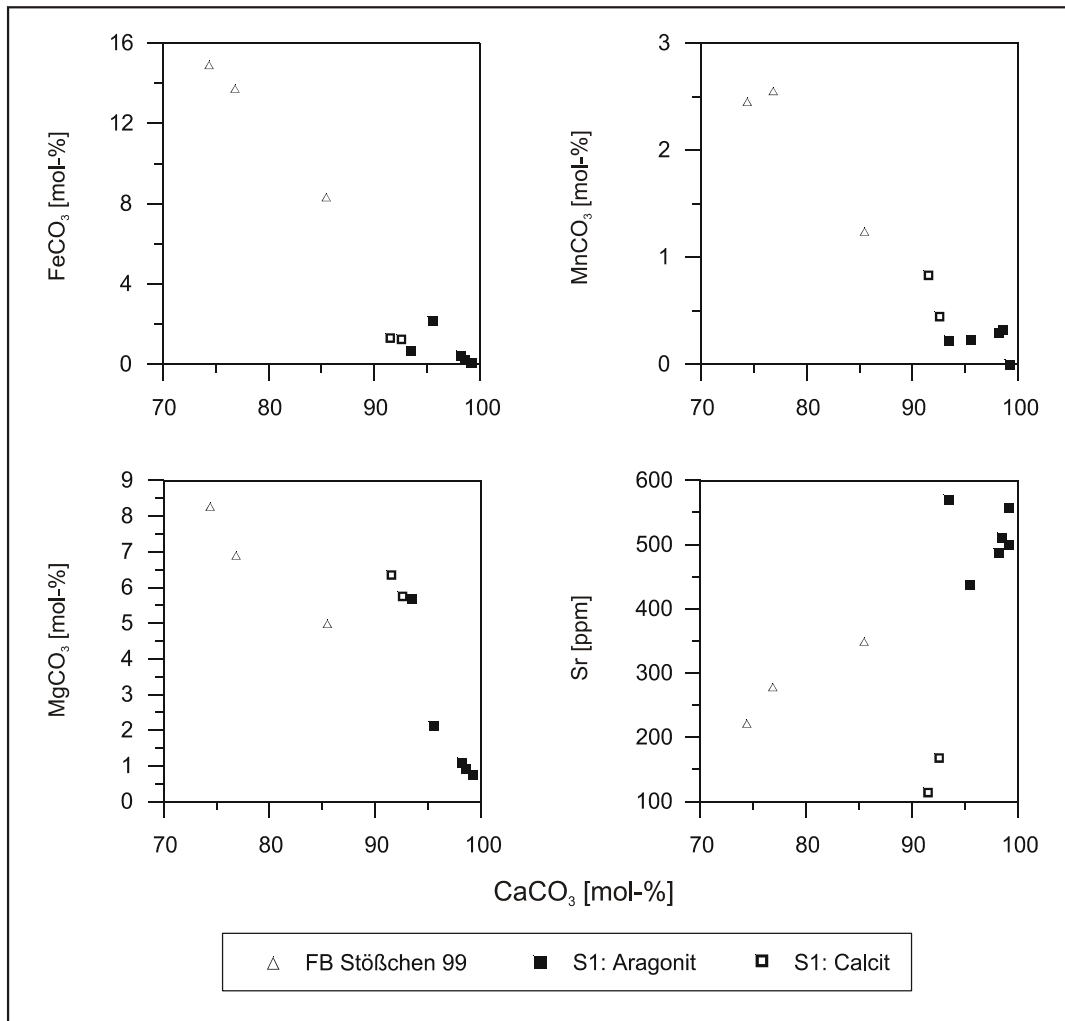 16
12
8
4
0
70 80 90 100
FeCO₃ [mol-%]
3
2
1
0
70 80 90 100
MnCO₃ [mol-%]
9
8
7
6
5
4
3
2
1
0
70 80 90 100
MgCO₃ [mol-%]
600
500
400
300
200
100
70 80 90 100
Sr [ppm]
CaCO₃ [mol-%]
FB Stößchen 99 S1: Aragonit S1: Calcit